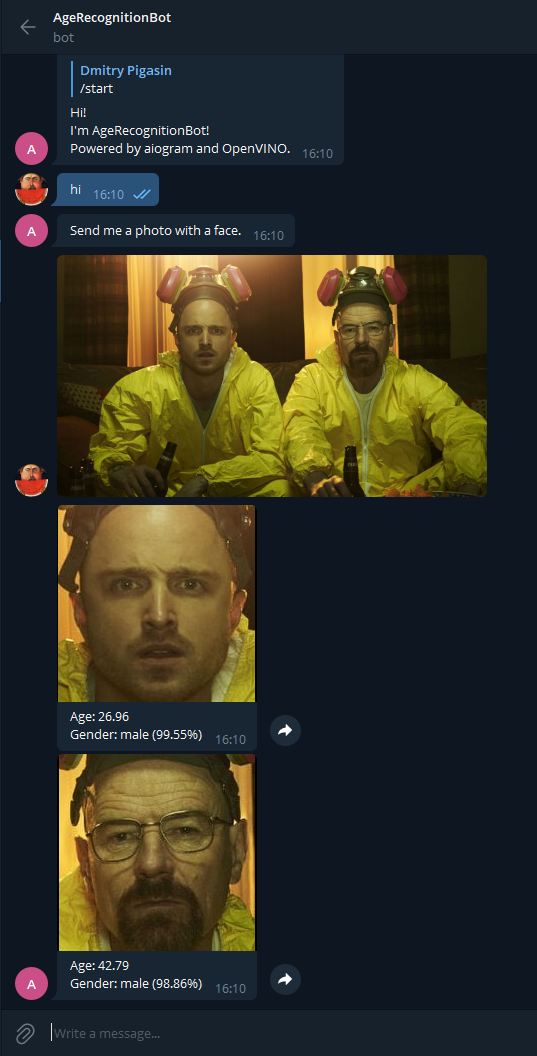 AgeRecognitionBot
bot
Dmitry Pigasin
/start
Hi!
I'm AgeRecognitionBot!
Powered by aiogram and OpenVINO. 16:10
A
hi 16:10
A
Send me a photo with a face. 16:10
Age: 26.96
Gender: male (99.55%) 16:10
Age: 42.79
Gender: male (98.86%) 16:10
A
Write a message...